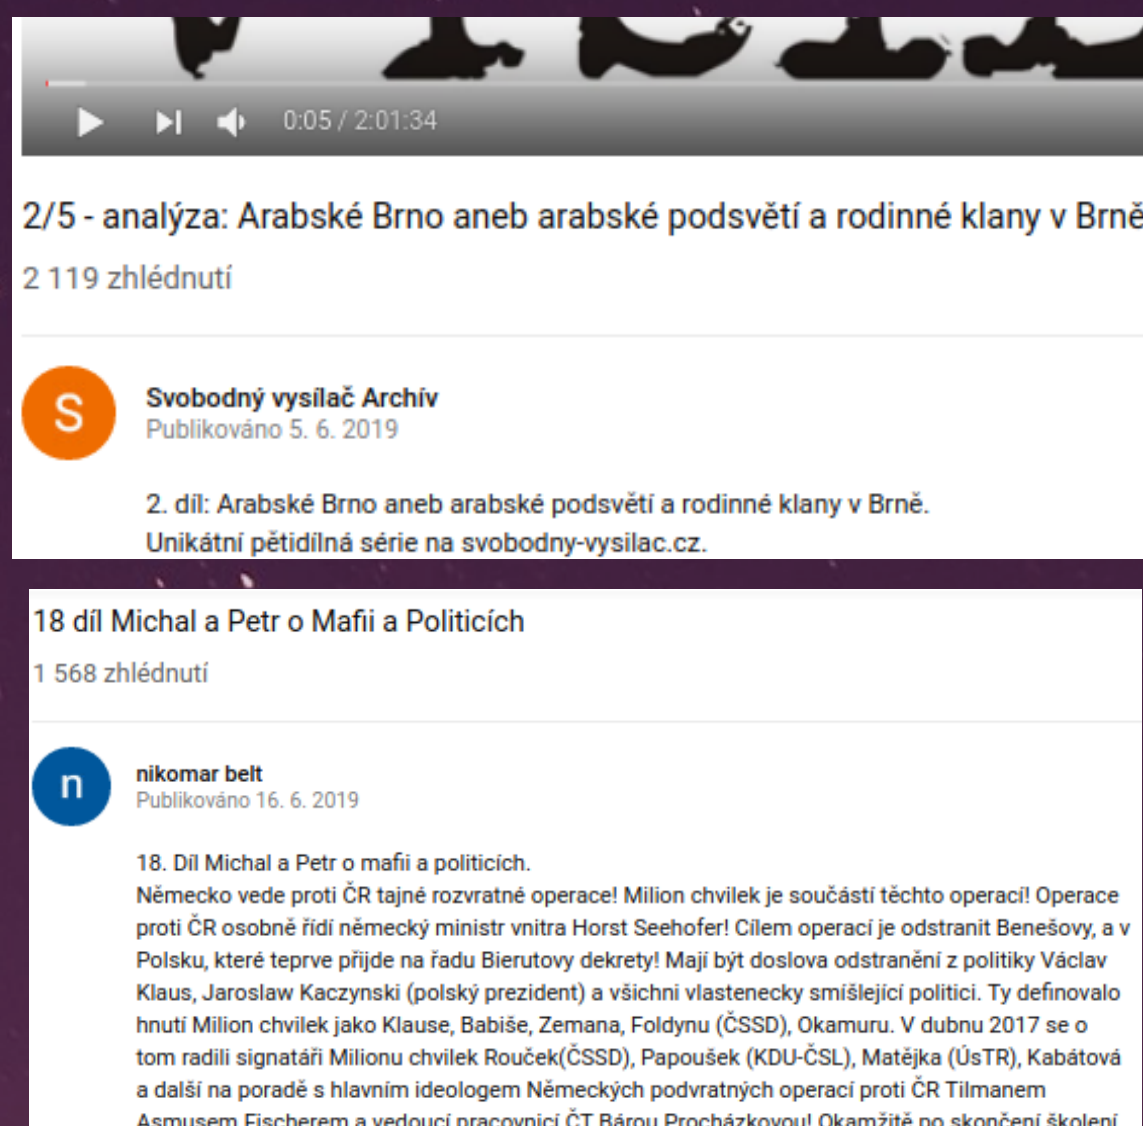 0:05 / 2:01:34
2/5 - analýza: Arabské Brno aneb arabské podsvětí a rodinné klany v Brně
2 119 zhlédnutí
S
Svobodný vysílač Archív
Publikováno 5. 6. 2019
2. díl: Arabské Brno aneb arabské podsvětí a rodinné klany v Brně.
Unikátní pětidílná série na svobodny-vysilac.cz.
18 díl Michal a Petr o Mafii a Politicích
1 568 zhlédnutí
n
nikomar belt
Publikováno 16. 6. 2019
18. Díl Michal a Petr o mafii a politicích.
Německo vede proti ČR tajné rozvratné operace! Milion chvilek je součástí těchto operací! Operace
proti ČR osobně řídí německý ministr vnitra Horst Seehofer! Cílem operací je odstranit Benešovy, a v
Polsku, které teprve přijde na řadu Bierutovy dekrety! Mají být doslova odstranění z politiky Václav
Klaus, Jaroslaw Kaczynski (polský prezident) a všichni vlastenecky smíšlející politici. Ty definovalo
hnutí Milion chvilek jako Klause, Babiše, Zemana, Foldynu (ČSSD), Okamuru. V dubnu 2017 se o
tom radili signatáři Milionu chvilek Rouček(ČSSD), Papoušek (KDU-ČSL), Matějka (ÚsTR), Kabátová
a další na poradě s hlavním ideologem Německých podvratných operací proti ČR Tilmanem
Asmusem Fischerem a vedoucí pracovnicí ČT Bárou Procházkovou! Okamžitě po skončení školení